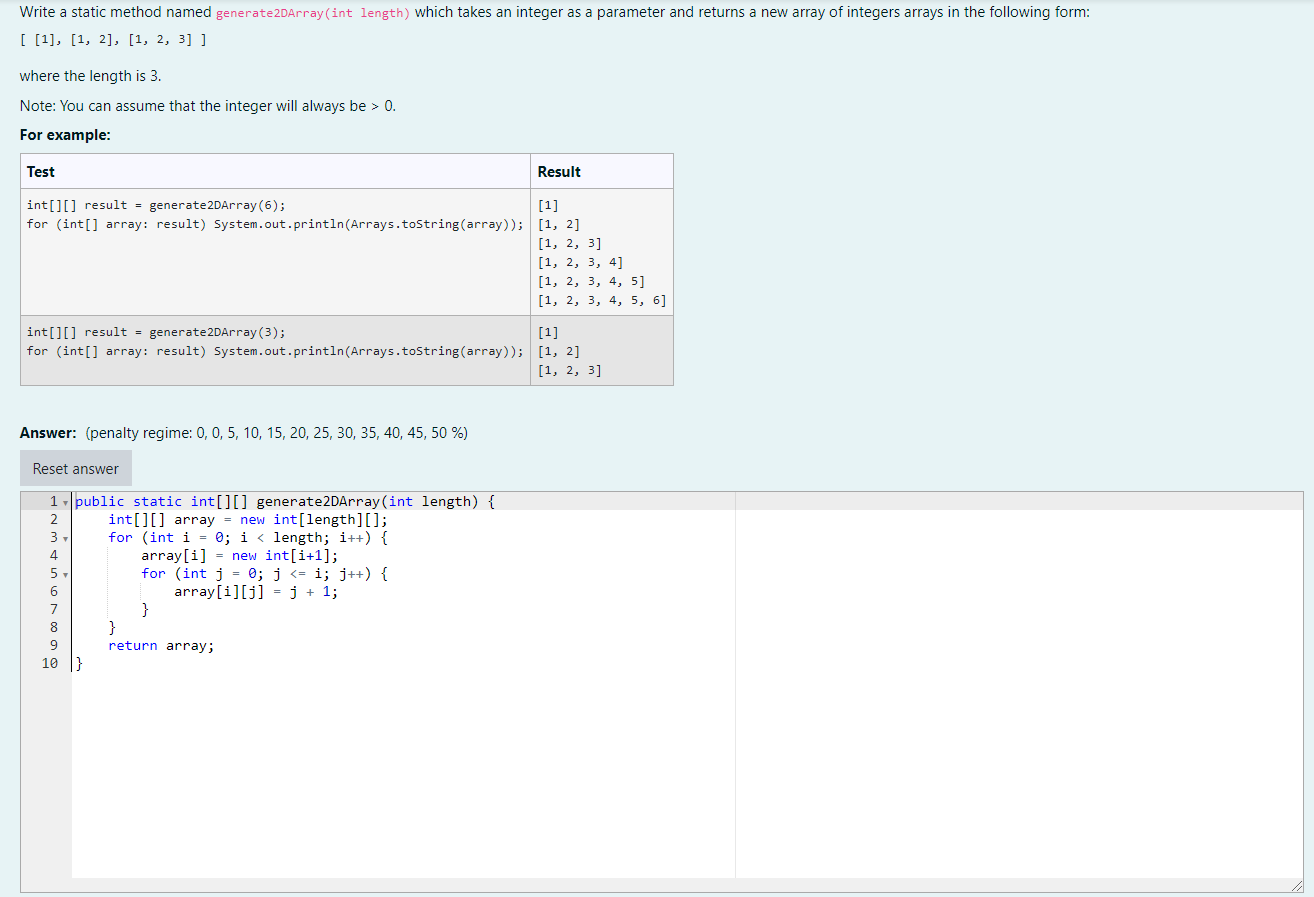 Write a static method named generate2DArray(int length) which takes an integer as a parameter and returns a new array of integers arrays in the following form:
[ [1], [1, 2], [1, 2, 3] ]
where the length is 3.
Note: You can assume that the integer will always be > 0.
For example:
Test Result
int[][] result = generate2DArray(6);
for (int[] array: result) System.out.println(Arrays.toString(array));
[1]
[1, 2]
[1, 2, 3]
[1, 2, 3, 4]
[1, 2, 3, 4, 5]
[1, 2, 3, 4, 5, 6]
int[][] result = generate2DArray(3);
for (int[] array: result) System.out.println(Arrays.toString(array));
[1]
[1, 2]
[1, 2, 3]
Answer: (penalty regime: 0, 0, 5, 10, 15, 20, 25, 30, 35, 40, 45, 50 %)
Reset answer
1 public static int[][] generate2DArray(int length) {
2     int[][] array = new int[length][];
3     for (int i = 0; i < length; i++) {
4         array[i] = new int[i+1];
5         for (int j = 0; j <= i; j++) {
6             array[i][j] = j + 1;
7         }
8     }
9     return array;
10 }